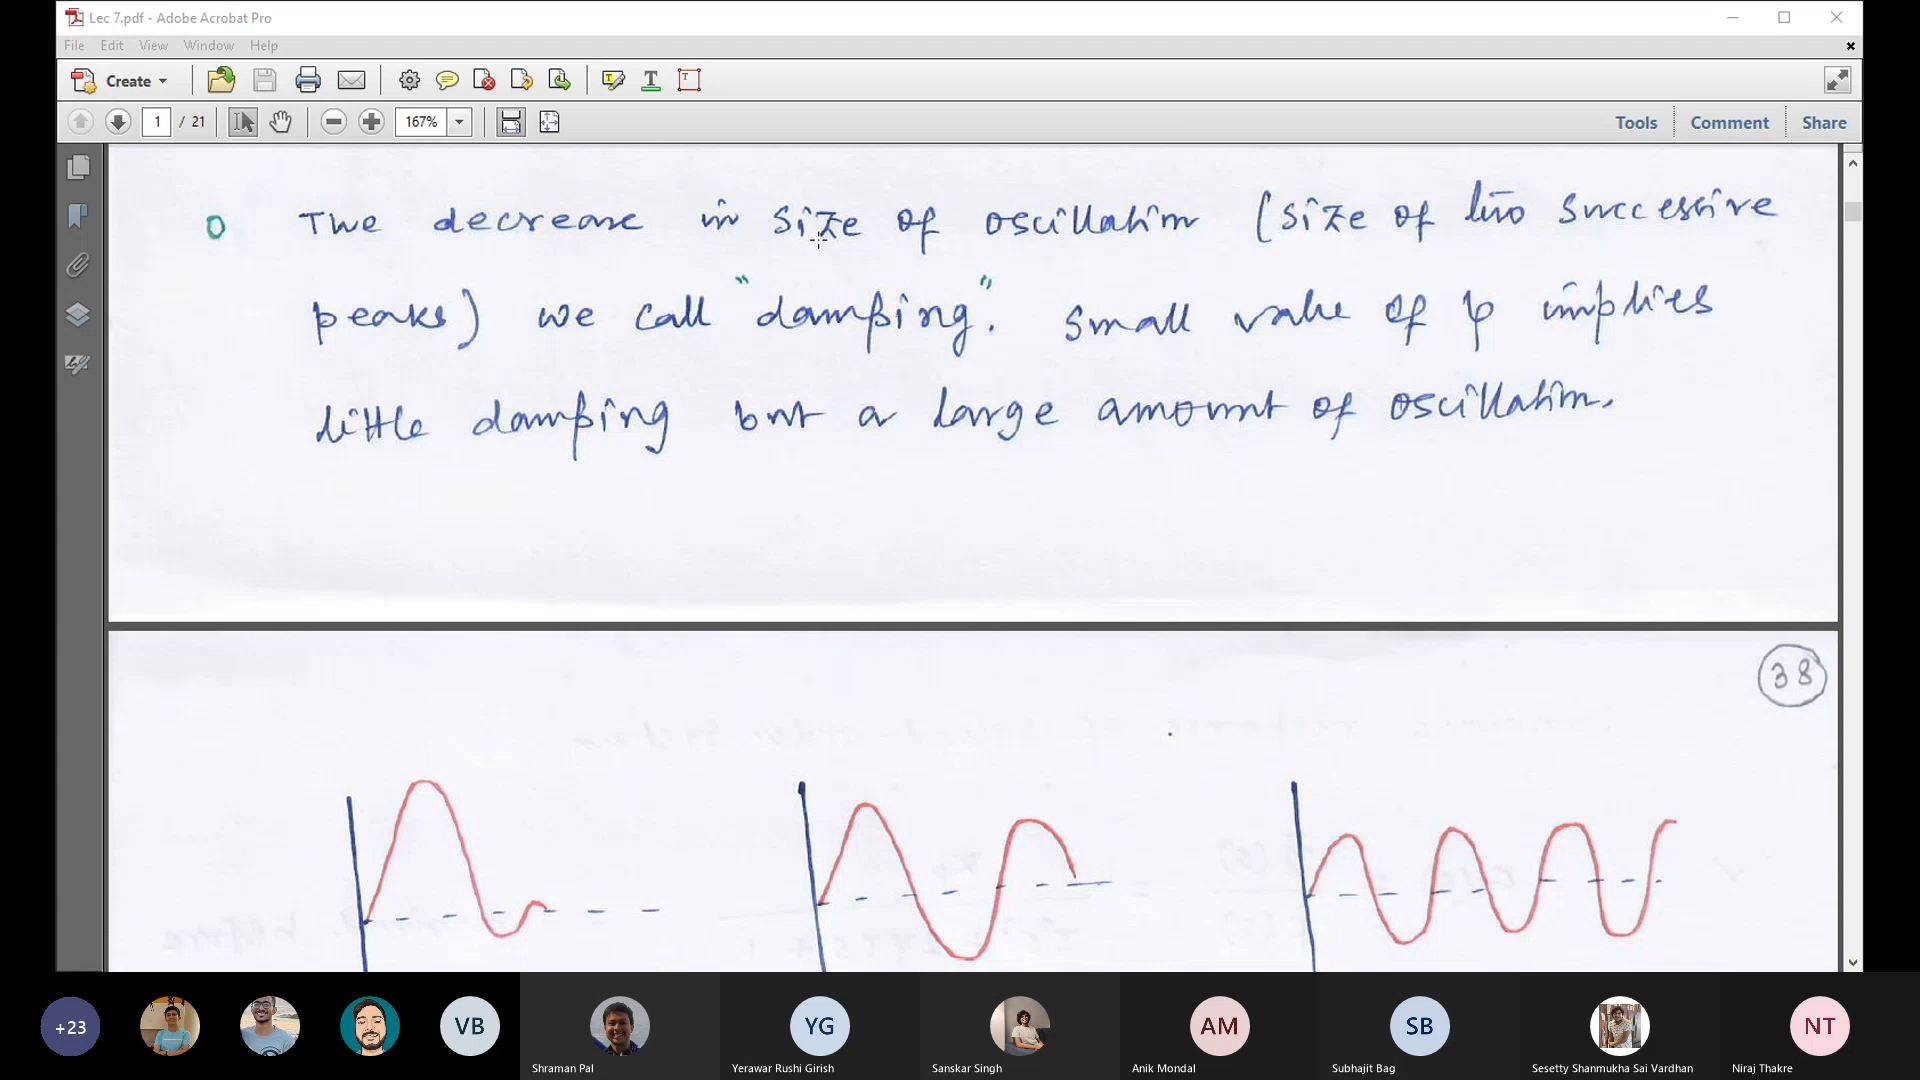 Lec 7.pdf - Adobe Acrobat Pro
File Edit View Window Help
Create
1 / 21 167% Tools Comment Share
The decrease in size of oscillation (size of two successive
peaks) we call "damping". Small value of φ implies
little damping but a large amount of oscillation.
38
+23 VB YG AM SB NT
Shraman Pal Yerawar Rushi Girish Sanskar Singh Anik Mondal Subhajit Bag Sesetty Shanmukha Sai Vardhan Niraj Thakre